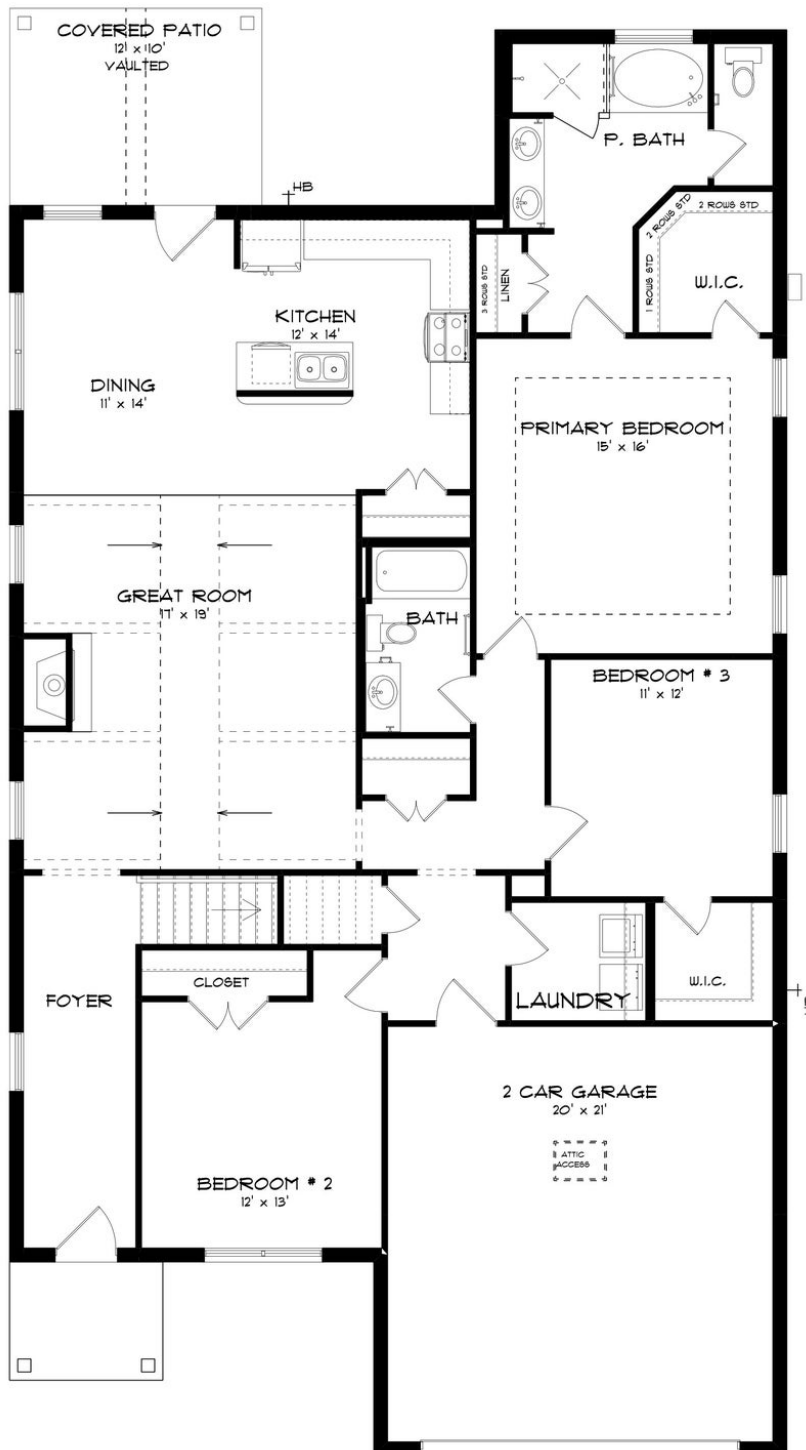 COVERED PATIO
12' x 10'
VAULTED
HB
P. BATH
2 ROWS STD
2 ROWS STD
1 ROWS STD
W.I.C.
3 ROWS STD
LINEN
KITCHEN
12' x 14'
DINING
11' x 14'
PRIMARY BEDROOM
15' x 16'
GREAT ROOM
17' x 19'
BATH
BEDROOM # 3
11' x 12'
CLOSET
FOYER
LAUNDRY
W.I.C.
2 CAR GARAGE
20' x 21'
ATTIC
ACCESS
BEDROOM # 2
12' x 13'